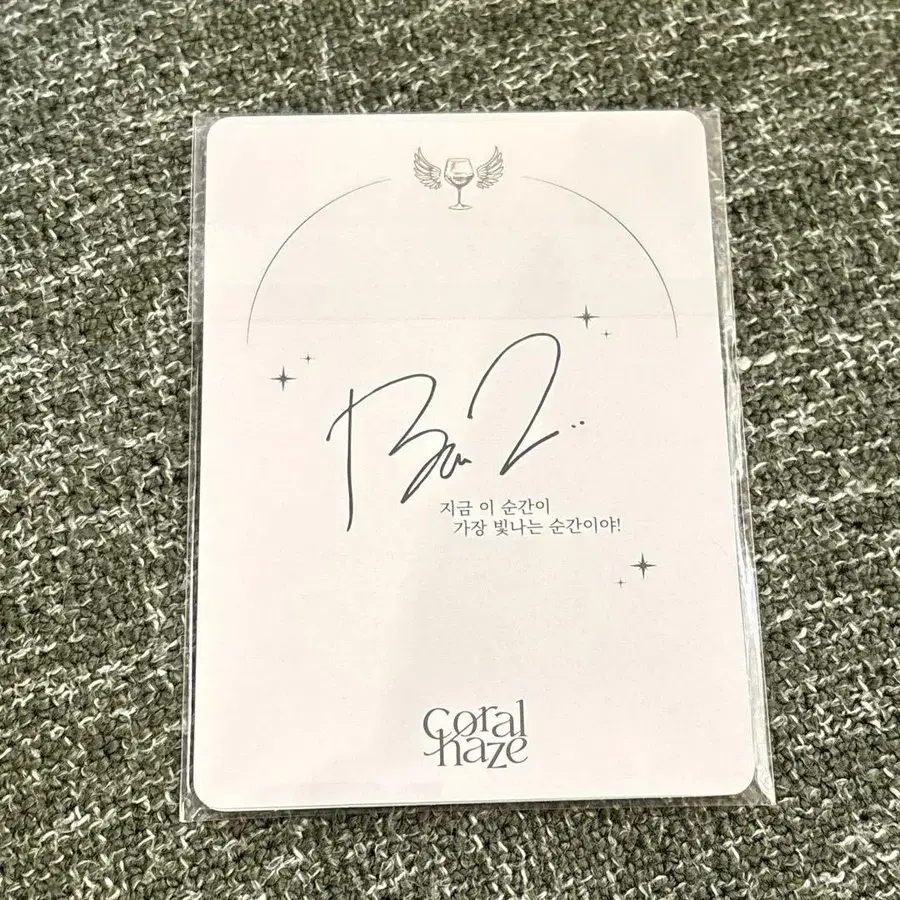 지금 이 순간이
가장 빛나는 순간이야!
coral
haze